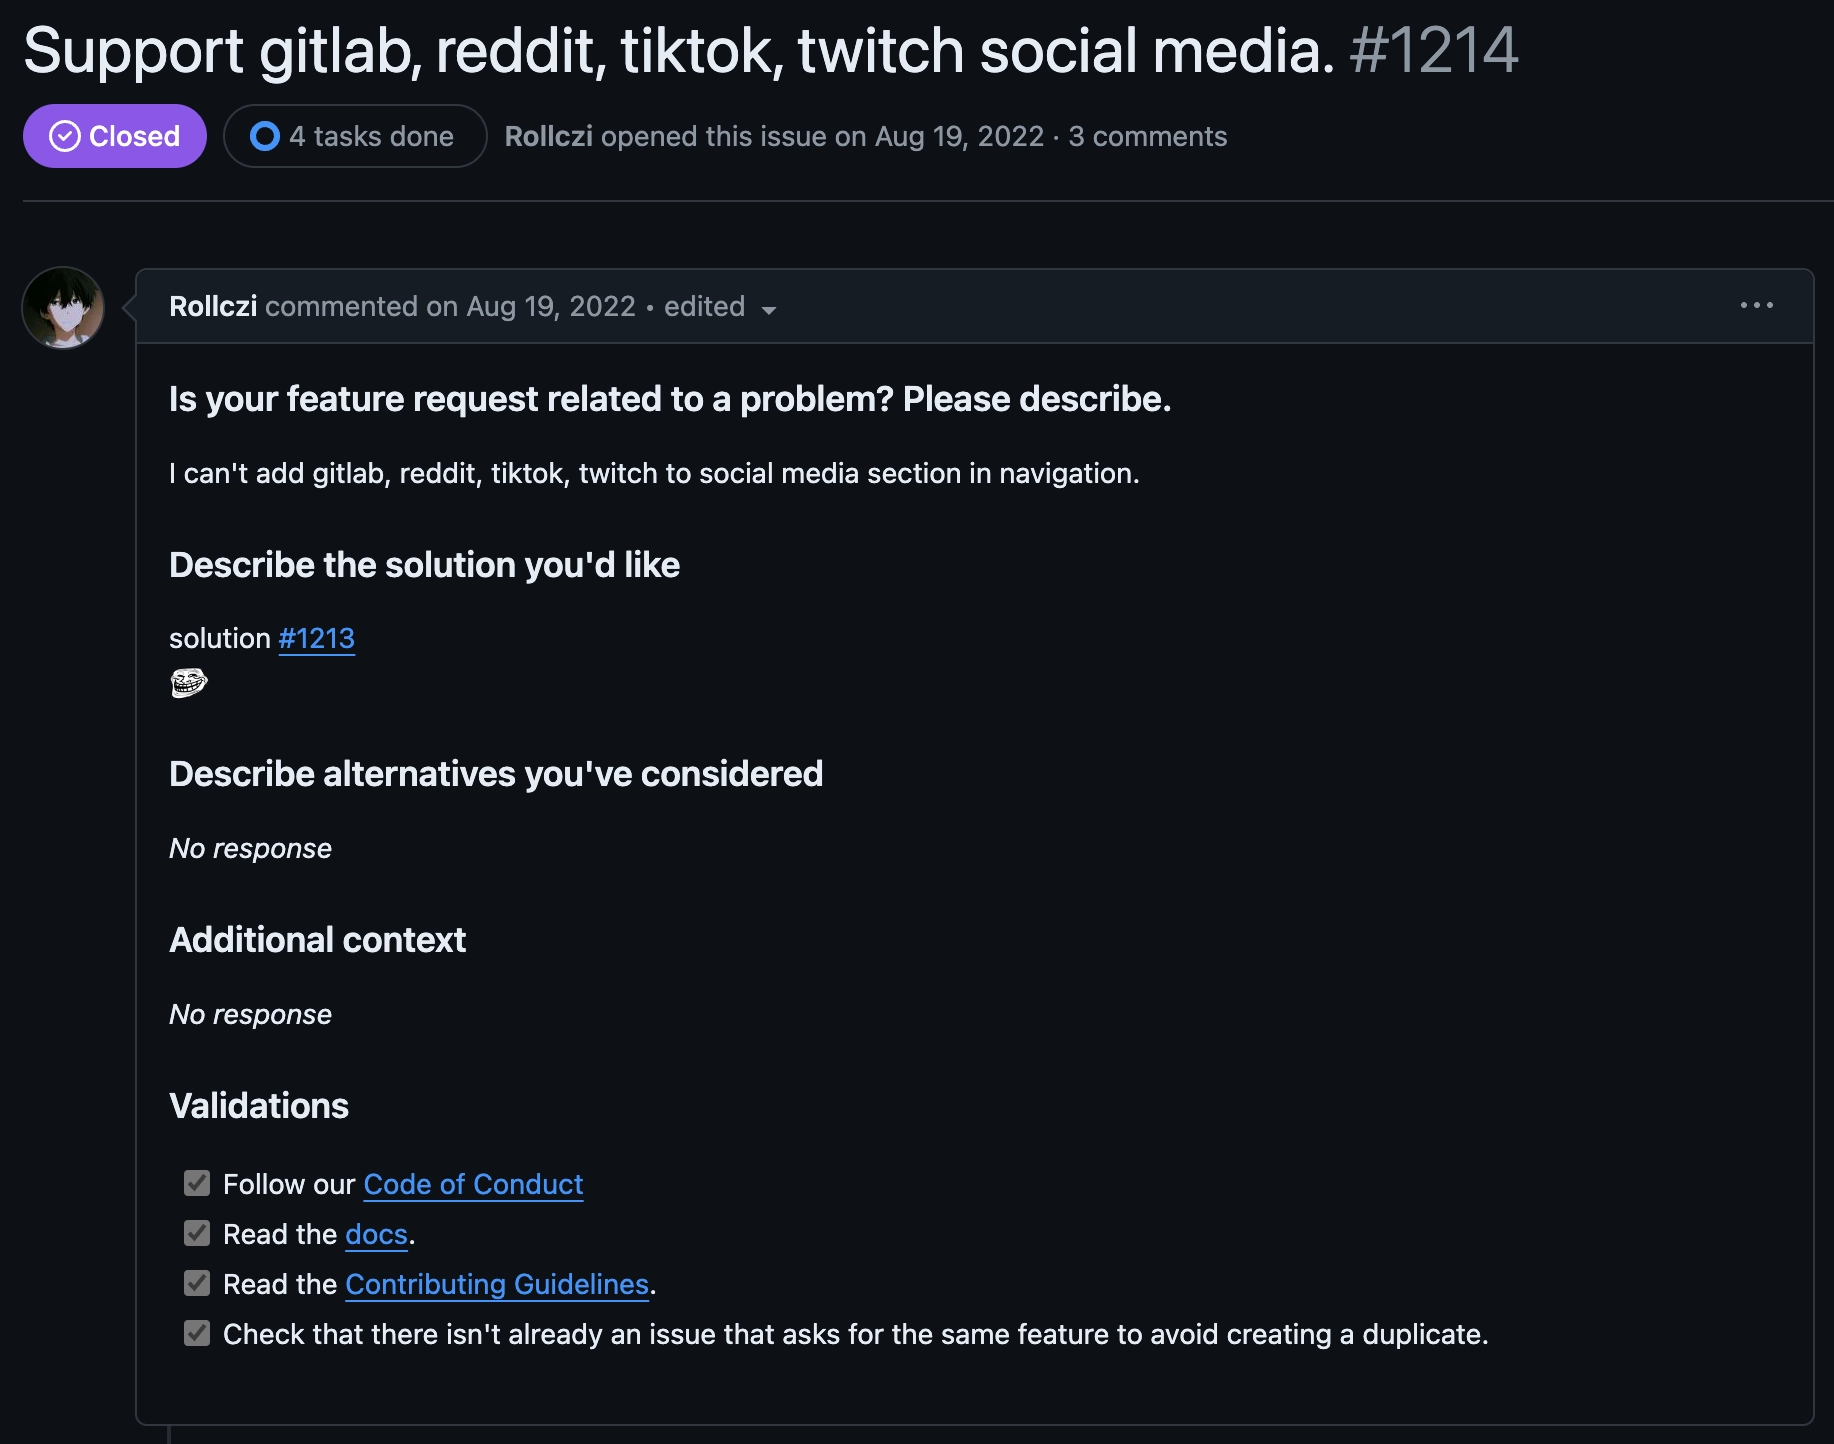 Support gitlab, reddit, tiktok, twitch social media. #1214
Closed
4 tasks done
Rollczi opened this issue on Aug 19, 2022 · 3 comments
Rollczi commented on Aug 19, 2022 • edited
Is your feature request related to a problem? Please describe.
I can't add gitlab, reddit, tiktok, twitch to social media section in navigation.
Describe the solution you'd like
solution #1213
Describe alternatives you've considered
No response
Additional context
No response
Validations
Follow our Code of Conduct
Read the docs.
Read the Contributing Guidelines.
Check that there isn't already an issue that asks for the same feature to avoid creating a duplicate.